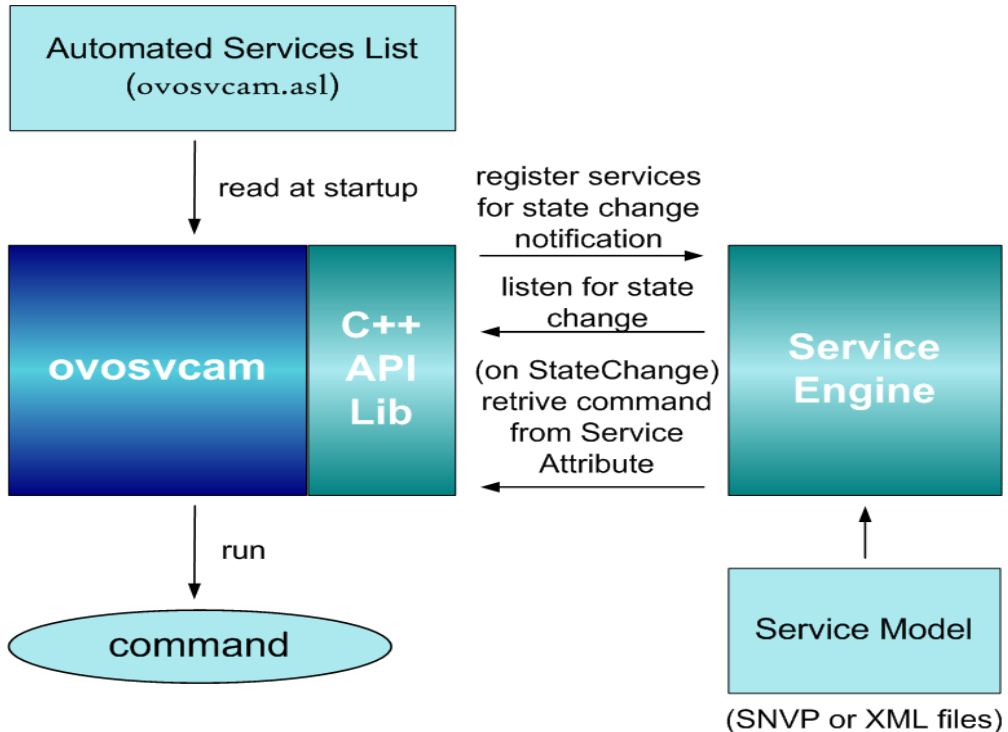 Automated Services List
(ovosvcam.asl)
read at startup
register services
for state change
notification
listen for state
change
(on StateChange)
retrive command
from Service
Attribute
ovosvcam
C++
API
Lib
Service
Engine
run
command
Service Model
(SNVP or XML files)